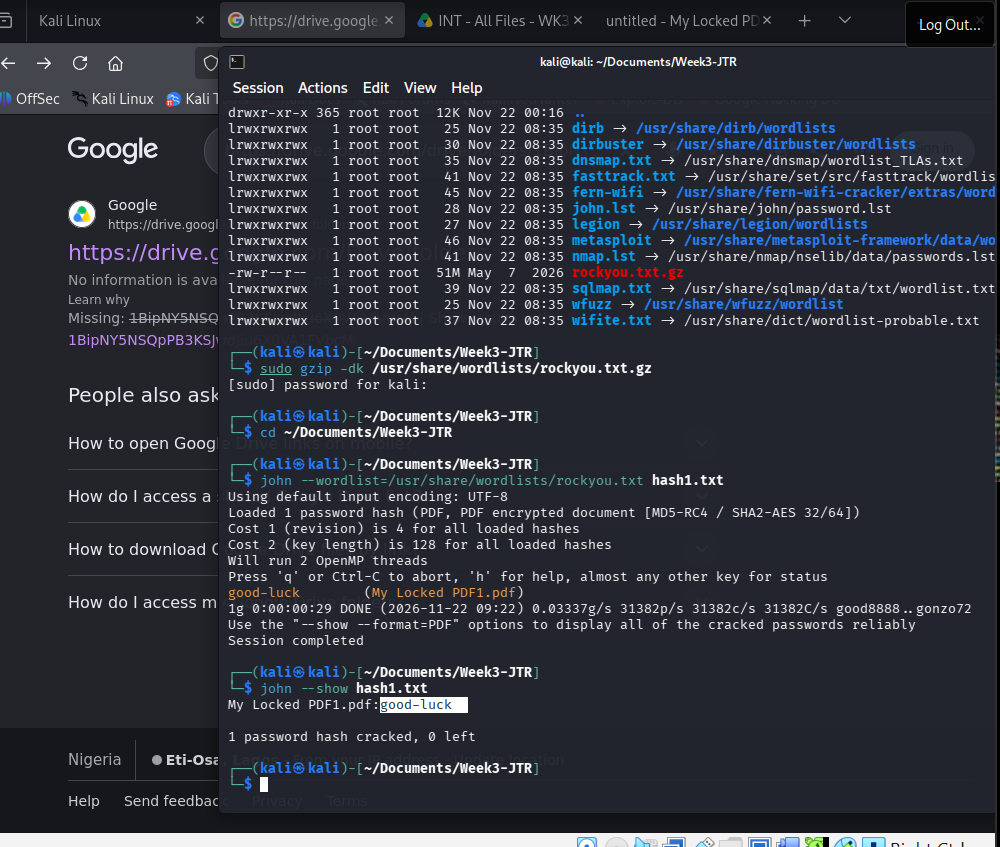 Kali Linux
https://drive.google.
INT - All Files - WK3
untitled - My Locked PD
Log Out...
OffSec
Kali Linux
Kali T
Google
Google
https://drive.googl
https://drive.
No information is ava
Learn why
Missing: 1BipNY5NSQ
1BipNY5NSQpPB3KSJ
People also ask
How to open Google Drive links on mobile?
How do I access a
How to download
How do I access m
Nigeria
Eti-Osa
Help
Send feedback
Privacy
Terms
kali@kali: ~/Documents/Week3-JTR
Session Actions Edit View Help
drwxr-xr-x 365 root root 12K Nov 22 00:16 ..
lrwxrwxrwx 1 root root 25 Nov 22 08:35 dirb → /usr/share/dirb/wordlists
lrwxrwxrwx 1 root root 30 Nov 22 08:35 dirbuster → /usr/share/dirbuster/wordlists
lrwxrwxrwx 1 root root 35 Nov 22 08:35 dnsmap.txt → /usr/share/dnsmap/wordlist_TLAs.txt
lrwxrwxrwx 1 root root 41 Nov 22 08:35 fasttrack.txt → /usr/share/set/src/fasttrack/wordlis
lrwxrwxrwx 1 root root 45 Nov 22 08:35 fern-wifi → /usr/share/fern-wifi-cracker/extras/word
lrwxrwxrwx 1 root root 28 Nov 22 08:35 john.lst → /usr/share/john/password.lst
lrwxrwxrwx 1 root root 27 Nov 22 08:35 legion → /usr/share/legion/wordlists
lrwxrwxrwx 1 root root 46 Nov 22 08:35 metasploit → /usr/share/metasploit-framework/data/wo
lrwxrwxrwx 1 root root 41 Nov 22 08:35 nmap.lst → /usr/share/nmap/nselib/data/passwords.lst
-rw-r--r-- 1 root root 51M May 7 2026 rockyou.txt.gz
lrwxrwxrwx 1 root root 39 Nov 22 08:35 sqlmap.txt → /usr/share/sqlmap/data/txt/wordlist.txt
lrwxrwxrwx 1 root root 25 Nov 22 08:35 wfuzz → /usr/share/wfuzz/wordlist
lrwxrwxrwx 1 root root 37 Nov 22 08:35 wifite.txt → /usr/share/dict/wordlist-probable.txt
┌──(kali㉿kali)-[~/Documents/Week3-JTR]
└─$ sudo gzip -dk /usr/share/wordlists/rockyou.txt.gz
[sudo] password for kali:
┌──(kali㉿kali)-[~/Documents/Week3-JTR]
└─$ cd ~/Documents/Week3-JTR
┌──(kali㉿kali)-[~/Documents/Week3-JTR]
└─$ john --wordlist=/usr/share/wordlists/rockyou.txt hash1.txt
Using default input encoding: UTF-8
Loaded 1 password hash (PDF, PDF encrypted document [MD5-RC4 / SHA2-AES 32/64])
Cost 1 (revision) is 4 for all loaded hashes
Cost 2 (key length) is 128 for all loaded hashes
Will run 2 OpenMP threads
Press 'q' or Ctrl-C to abort, 'h' for help, almost any other key for status
good-luck (My Locked PDF1.pdf)
1g 0:00:00:29 DONE (2026-11-22 09:22) 0.03337g/s 31382p/s 31382c/s 31382C/s good8888..gonzo72
Use the "--show --format=PDF" options to display all of the cracked passwords reliably
Session completed
┌──(kali㉿kali)-[~/Documents/Week3-JTR]
└─$ john --show hash1.txt
My Locked PDF1.pdf:good-luck
1 password hash cracked, 0 left
┌──(kali㉿kali)-[~/Documents/Week3-JTR]
└─$